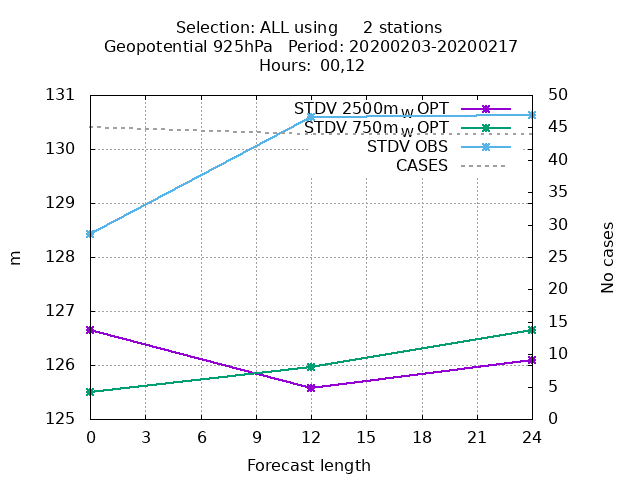 Selection: ALL using     2 stations
Geopotential 925hPa   Period: 20200203-20200217
Hours:  00,12
STDV 2500m_W OPT
STDV 750m_W OPT
STDV OBS
CASES
131
130
129
128
127
126
125
m
50
45
40
35
30
25
20
15
10
5
0
No cases
0 3 6 9 12 15 18 21 24
Forecast length